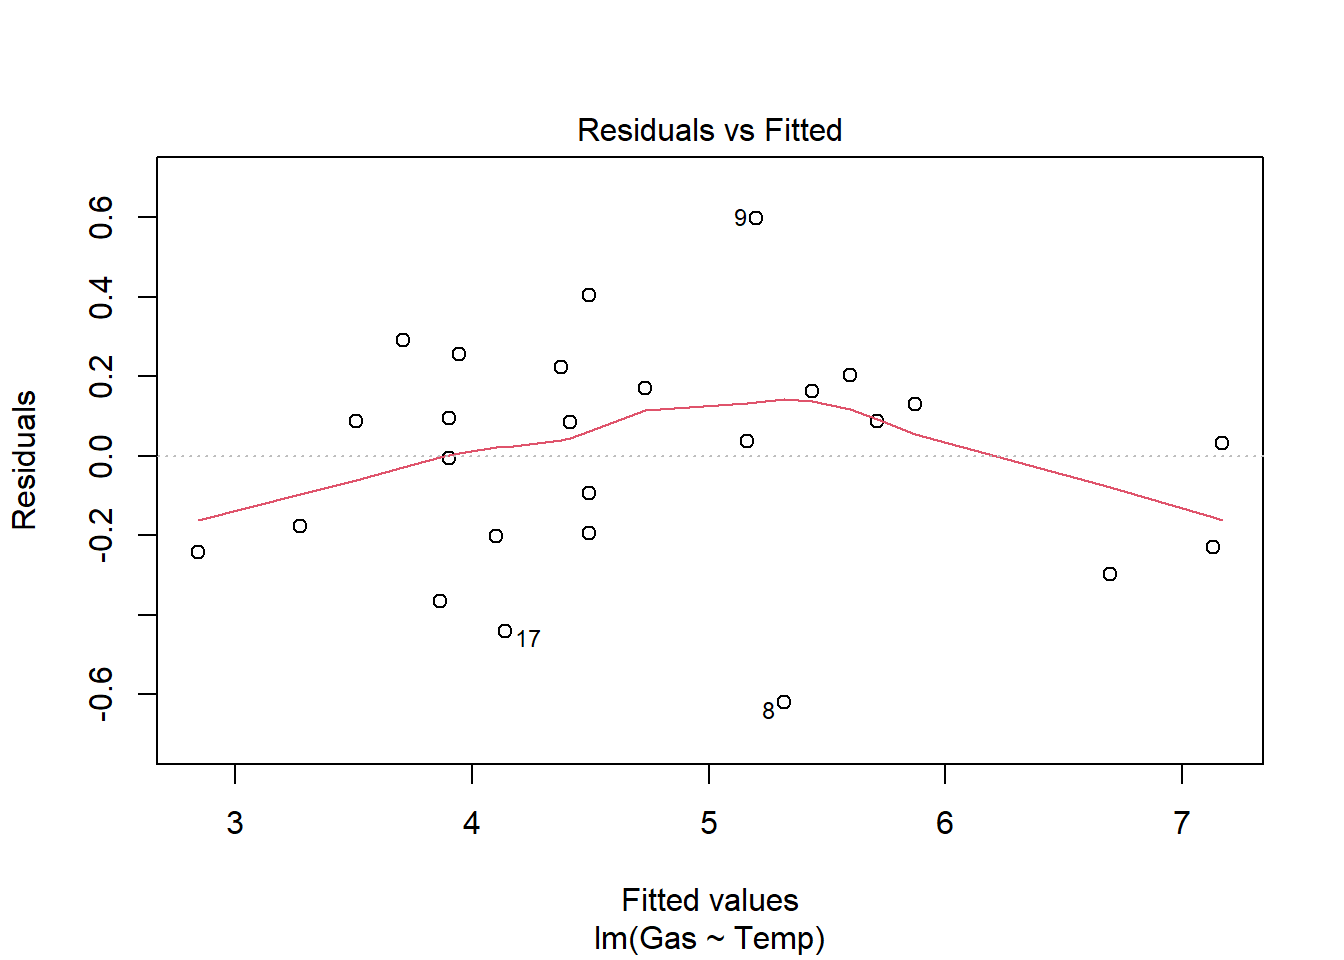 Residuals vs Fitted
Residuals
0.6
0.4
0.2
0.0
-0.2
-0.6
9
17
8
3 4 5 6 7
Fitted values
lm(Gas ~ Temp)